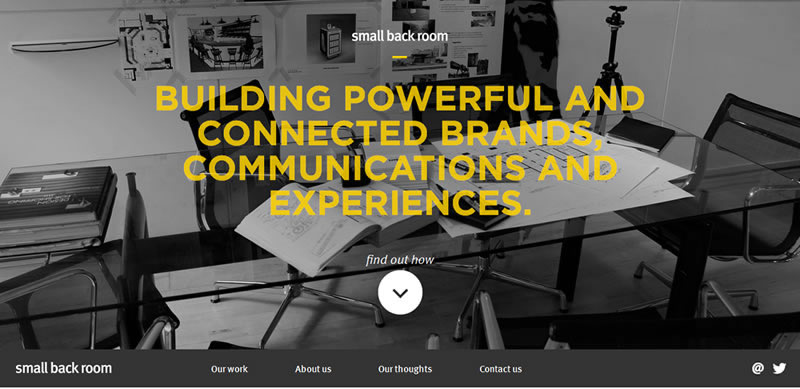 small back room
BUILDING POWERFUL AND
CONNECTED BRANDS,
COMMUNICATIONS AND
EXPERIENCES.
find out how
small back room
Our work
About us
Our thoughts
Contact us
@